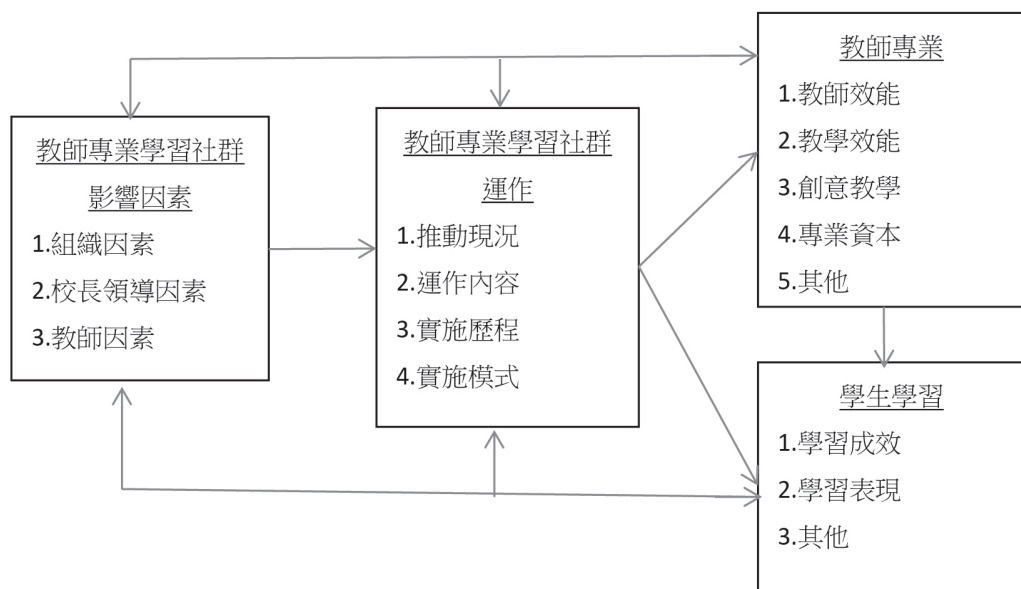 教師專業學習社群
影響因素
1.組織因素
2.校長領導因素
3.教師因素
教師專業學習社群
運作
1.推動現況
2.運作內容
3.實施歷程
4.實施模式
教師專業
1.教師效能
2.教學效能
3.創意教學
4.專業資本
5.其他
學生學習
1.學習成效
2.學習表現
3.其他